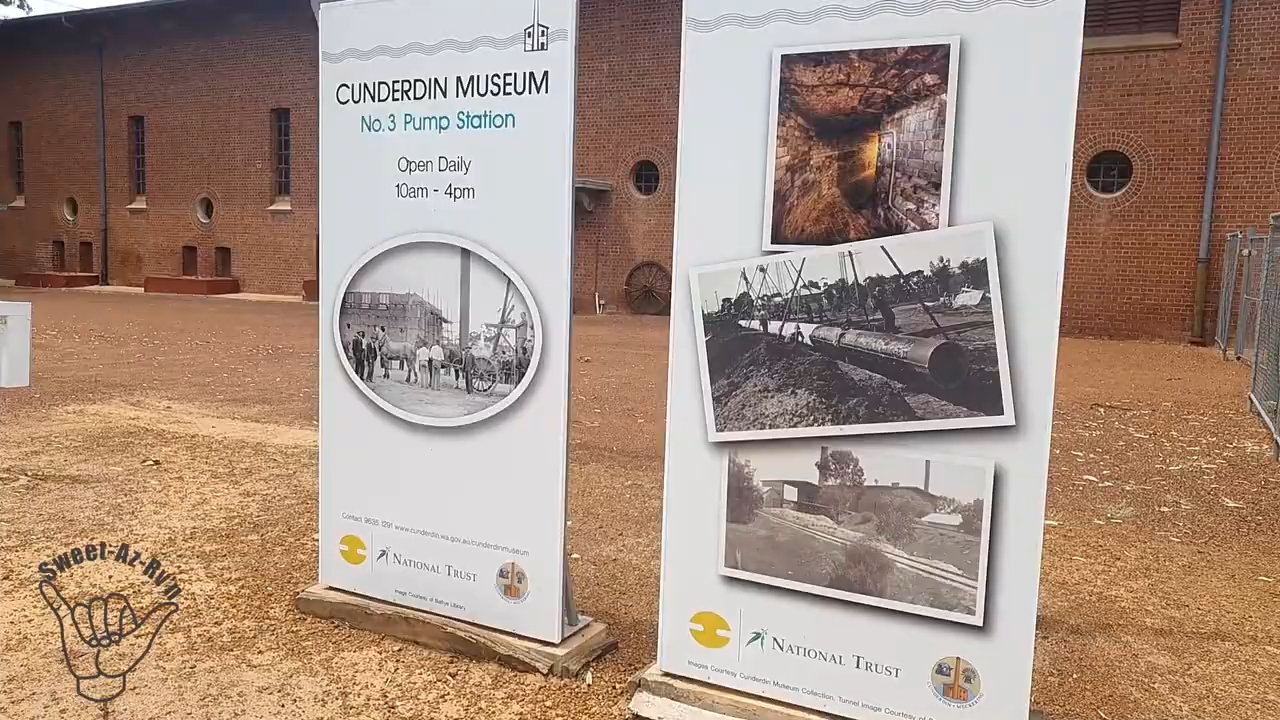 CUNDERDIN MUSEUM
No.3 Pump Station
Open Daily
10am - 4pm
Contact 9635 1291 www.cunderdin.wa.gov.au/cunderdinmuseum
NATIONAL TRUST
Image Courtesy of Battye Library
NATIONAL TRUST
Images Courtesy Cunderdin Museum Collection, Tunnel Image Courtesy of
Sweet-Az-Rv'n